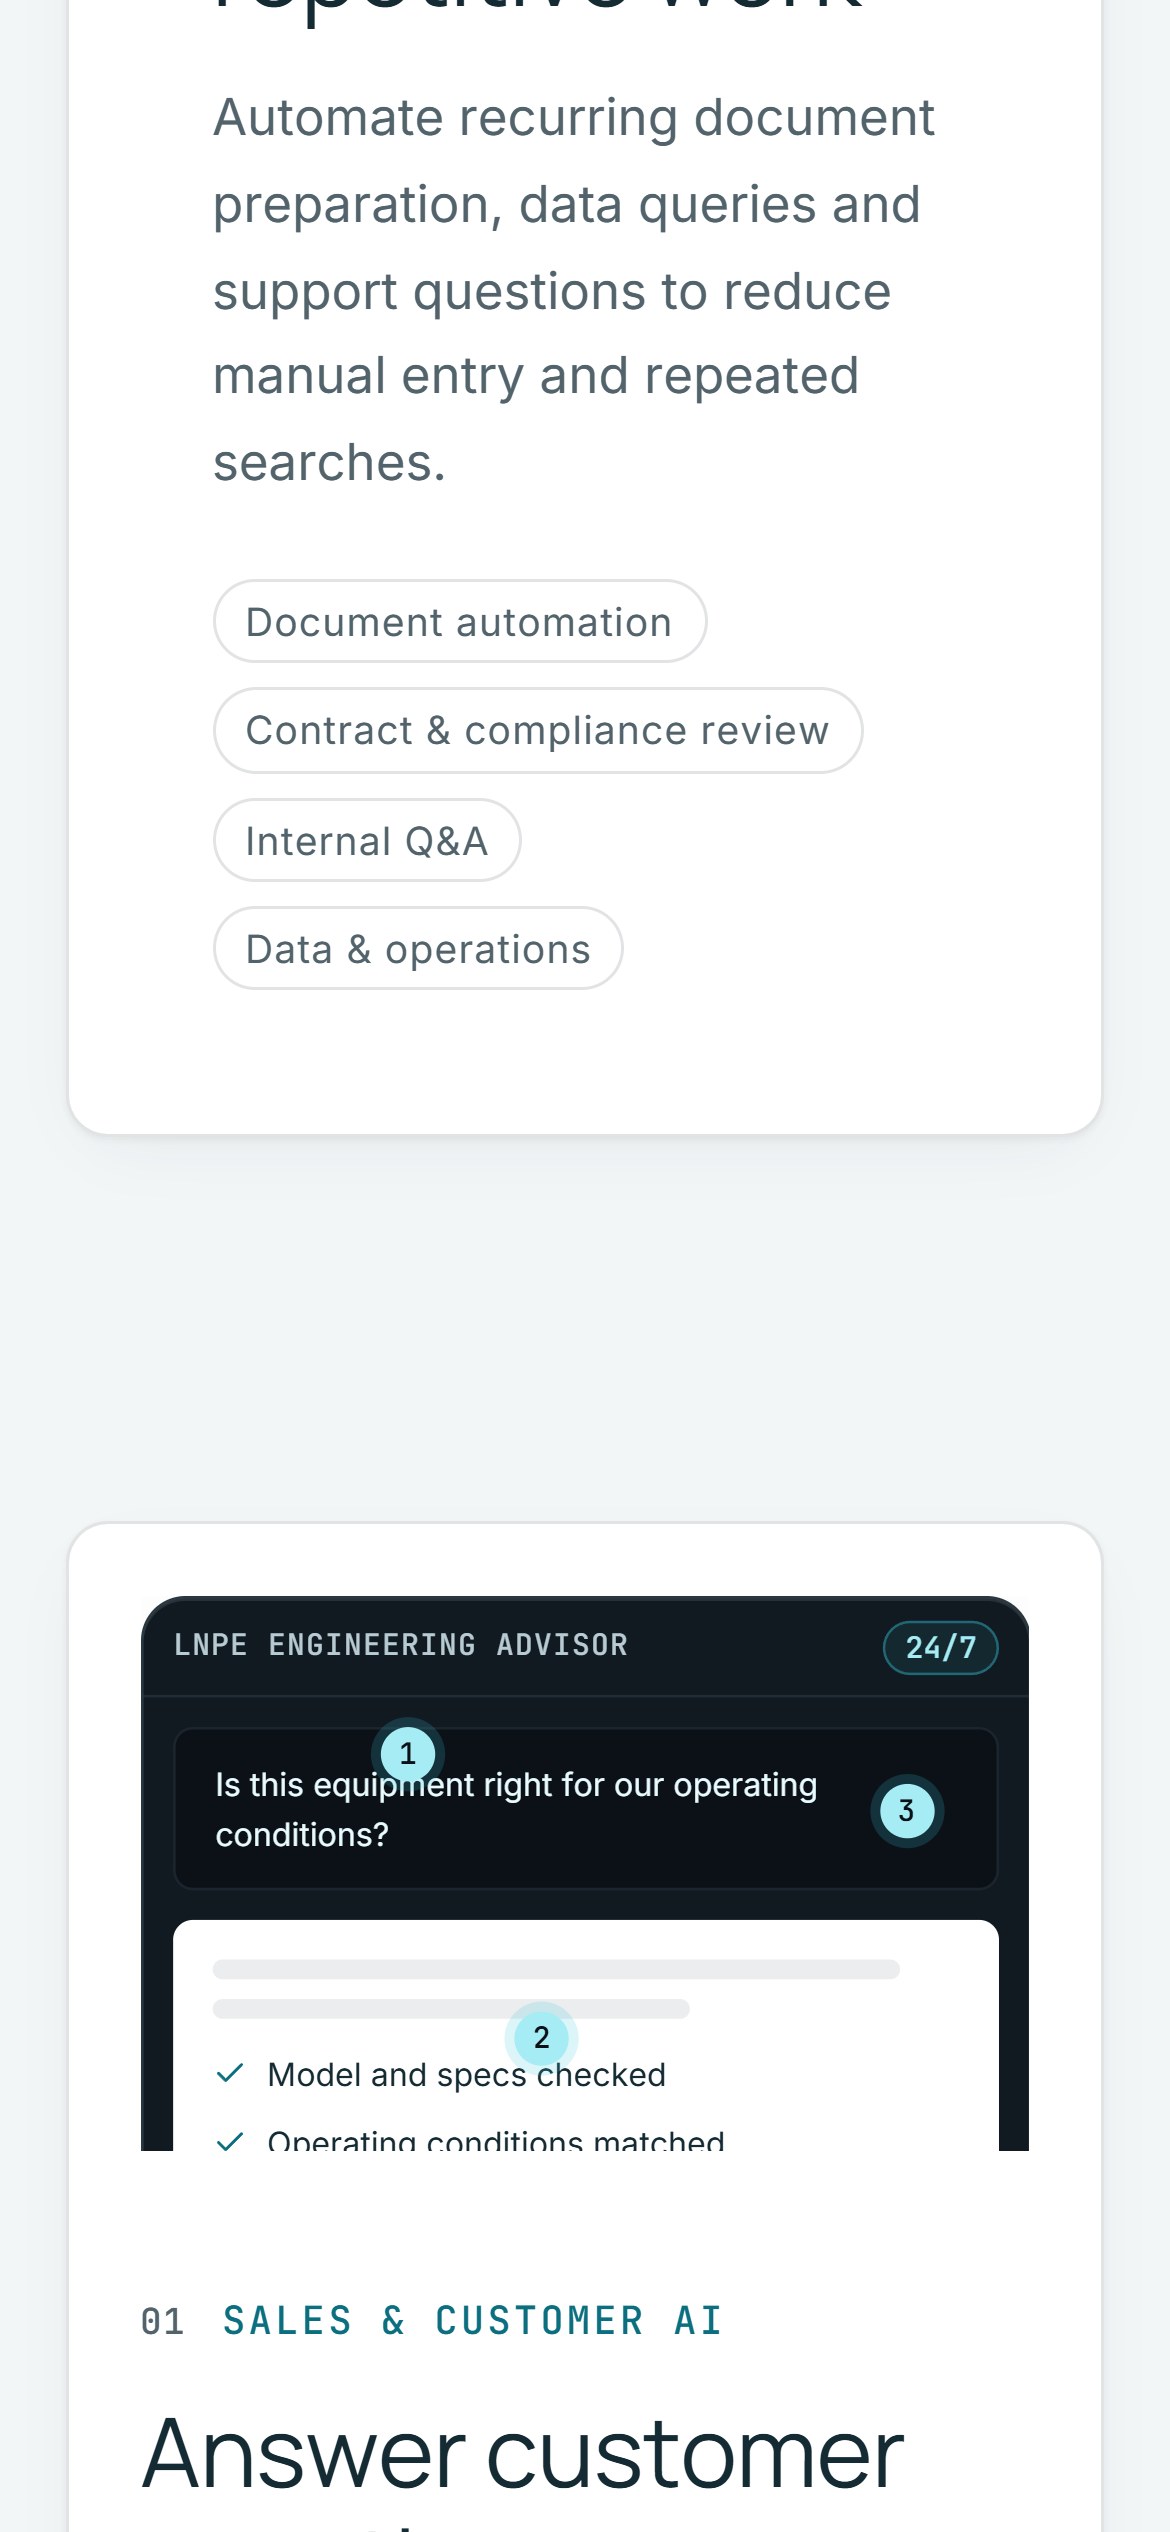 repetitive work
Automate recurring document
preparation, data queries and
support questions to reduce
manual entry and repeated
searches.
Document automation
Contract & compliance review
Internal Q&A
Data & operations
LNPE ENGINEERING ADVISOR
24/7
1
Is this equipment right for our operating
conditions?
3
2
Model and specs checked
Operating conditions matched
01 SALES & CUSTOMER AI
Answer customer